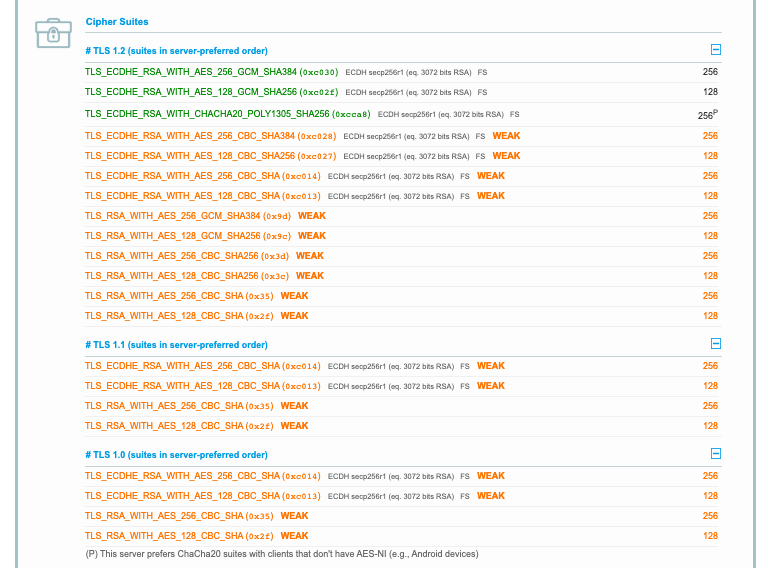 Cipher Suites
# TLS 1.2 (suites in server-preferred order)
TLS_ECDHE_RSA_WITH_AES_256_GCM_SHA384 (0xc030) ECDH secp256r1 (eq. 3072 bits RSA) FS 256
TLS_ECDHE_RSA_WITH_AES_128_GCM_SHA256 (0xc02f) ECDH secp256r1 (eq. 3072 bits RSA) FS 128
TLS_ECDHE_RSA_WITH_CHACHA20_POLY1305_SHA256 (0xcca8) ECDH secp256r1 (eq. 3072 bits RSA) FS 256P
TLS_ECDHE_RSA_WITH_AES_256_CBC_SHA384 (0xc028) ECDH secp256r1 (eq. 3072 bits RSA) FS WEAK 256
TLS_ECDHE_RSA_WITH_AES_128_CBC_SHA256 (0xc027) ECDH secp256r1 (eq. 3072 bits RSA) FS WEAK 128
TLS_ECDHE_RSA_WITH_AES_256_CBC_SHA (0xc014) ECDH secp256r1 (eq. 3072 bits RSA) FS WEAK 256
TLS_ECDHE_RSA_WITH_AES_128_CBC_SHA (0xc013) ECDH secp256r1 (eq. 3072 bits RSA) FS WEAK 128
TLS_RSA_WITH_AES_256_GCM_SHA384 (0x9d) WEAK 256
TLS_RSA_WITH_AES_128_GCM_SHA256 (0x9c) WEAK 128
TLS_RSA_WITH_AES_256_CBC_SHA256 (0x3d) WEAK 256
TLS_RSA_WITH_AES_128_CBC_SHA256 (0x3c) WEAK 128
TLS_RSA_WITH_AES_256_CBC_SHA (0x35) WEAK 256
TLS_RSA_WITH_AES_128_CBC_SHA (0x2f) WEAK 128
# TLS 1.1 (suites in server-preferred order)
TLS_ECDHE_RSA_WITH_AES_256_CBC_SHA (0xc014) ECDH secp256r1 (eq. 3072 bits RSA) FS WEAK 256
TLS_ECDHE_RSA_WITH_AES_128_CBC_SHA (0xc013) ECDH secp256r1 (eq. 3072 bits RSA) FS WEAK 128
TLS_RSA_WITH_AES_256_CBC_SHA (0x35) WEAK 256
TLS_RSA_WITH_AES_128_CBC_SHA (0x2f) WEAK 128
# TLS 1.0 (suites in server-preferred order)
TLS_ECDHE_RSA_WITH_AES_256_CBC_SHA (0xc014) ECDH secp256r1 (eq. 3072 bits RSA) FS WEAK 256
TLS_ECDHE_RSA_WITH_AES_128_CBC_SHA (0xc013) ECDH secp256r1 (eq. 3072 bits RSA) FS WEAK 128
TLS_RSA_WITH_AES_256_CBC_SHA (0x35) WEAK 256
TLS_RSA_WITH_AES_128_CBC_SHA (0x2f) WEAK 128
(P) This server prefers ChaCha20 suites with clients that don't have AES-NI (e.g., Android devices)